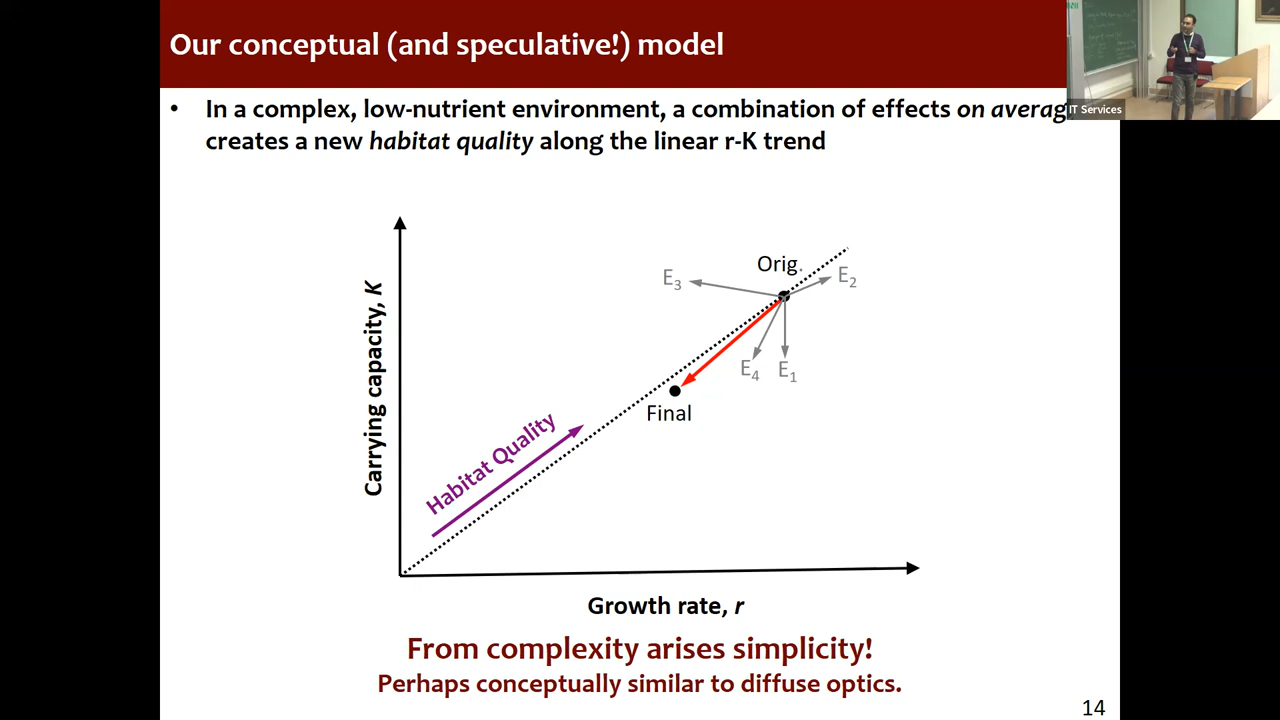 Our conceptual (and speculative!) model
• In a complex, low-nutrient environment, a combination of effects on averag
creates a new habitat quality along the linear r-K trend
IT Services
Carrying capacity, K
Habitat Quality
Orig.
E3
E2
E4
E1
Final
Growth rate, r
From complexity arises simplicity!
Perhaps conceptually similar to diffuse optics.
14